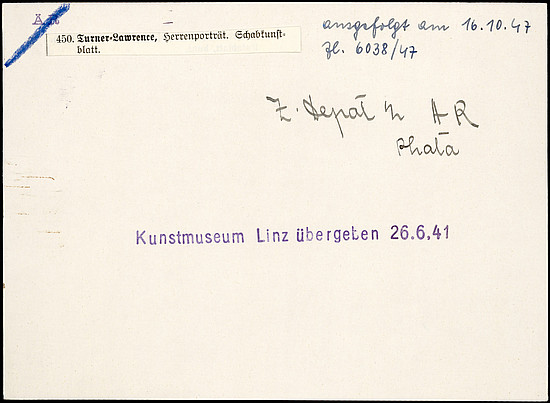 AR
450. Turner-Lawrence, Herrenporträt. Schabkunst-
blatt.
ausgefolgt am 16.10.47
Zl. 6038/47
Z. Depot AR
Kunstmuseum Linz übergeben 26.6.41